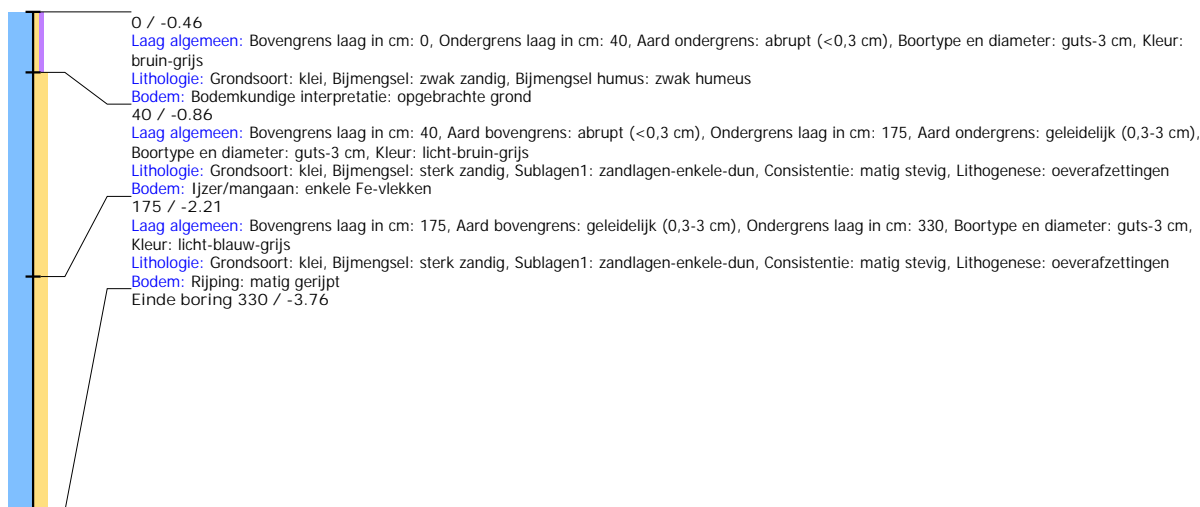 0 / -0.46
Laag algemeen: Bovengrens laag in cm: 0, Ondergrens laag in cm: 40, Aard ondergrens: abrupt (<0,3 cm), Boortype en diameter: guts-3 cm, Kleur:
bruin-grijs
Lithologie: Grondsoort: klei, Bijmengsel: zwak zandig, Bijmengsel humus: zwak humeus
Bodem: Bodemkundige interpretatie: opgebrachte grond
40 / -0.86
Laag algemeen: Bovengrens laag in cm: 40, Aard bovengrens: abrupt (<0,3 cm), Ondergrens laag in cm: 175, Aard ondergrens: geleidelijk (0,3-3 cm),
Boortype en diameter: guts-3 cm, Kleur: licht-bruin-grijs
Lithologie: Grondsoort: klei, Bijmengsel: sterk zandig, Sublagen1: zandlagen-enkele-dun, Consistentie: matig stevig, Lithogenese: oeverafzettingen
Bodem: Ijzer/mangaan: enkele Fe-vlekken
175 / -2.21
Laag algemeen: Bovengrens laag in cm: 175, Aard bovengrens: geleidelijk (0,3-3 cm), Ondergrens laag in cm: 330, Boortype en diameter: guts-3 cm,
Kleur: licht-blauw-grijs
Lithologie: Grondsoort: klei, Bijmengsel: sterk zandig, Sublagen1: zandlagen-enkele-dun, Consistentie: matig stevig, Lithogenese: oeverafzettingen
Bodem: Rijping: matig gerijpt
Einde boring 330 / -3.76